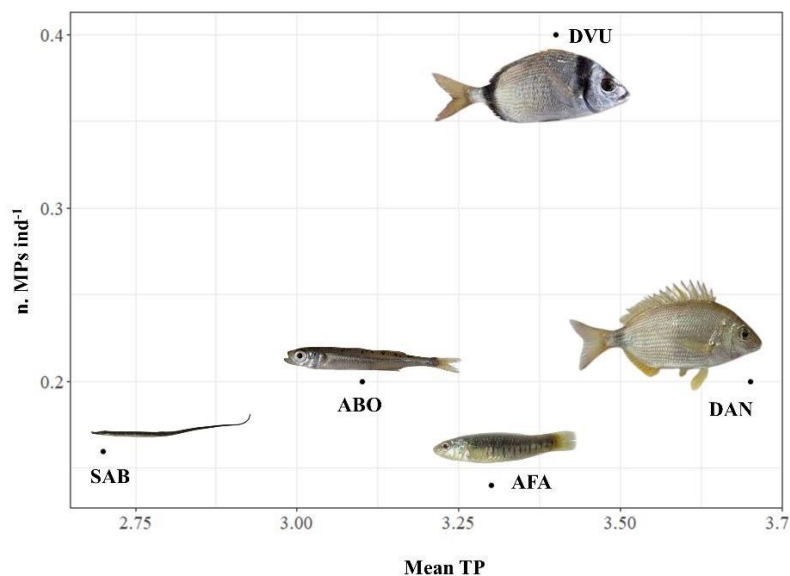 0.4
DVU
0.3
n. MPs ind⁻¹
0.2
ABO
DAN
SAB
AFA
2.75 3.00 3.25 3.50 3.7
Mean TP